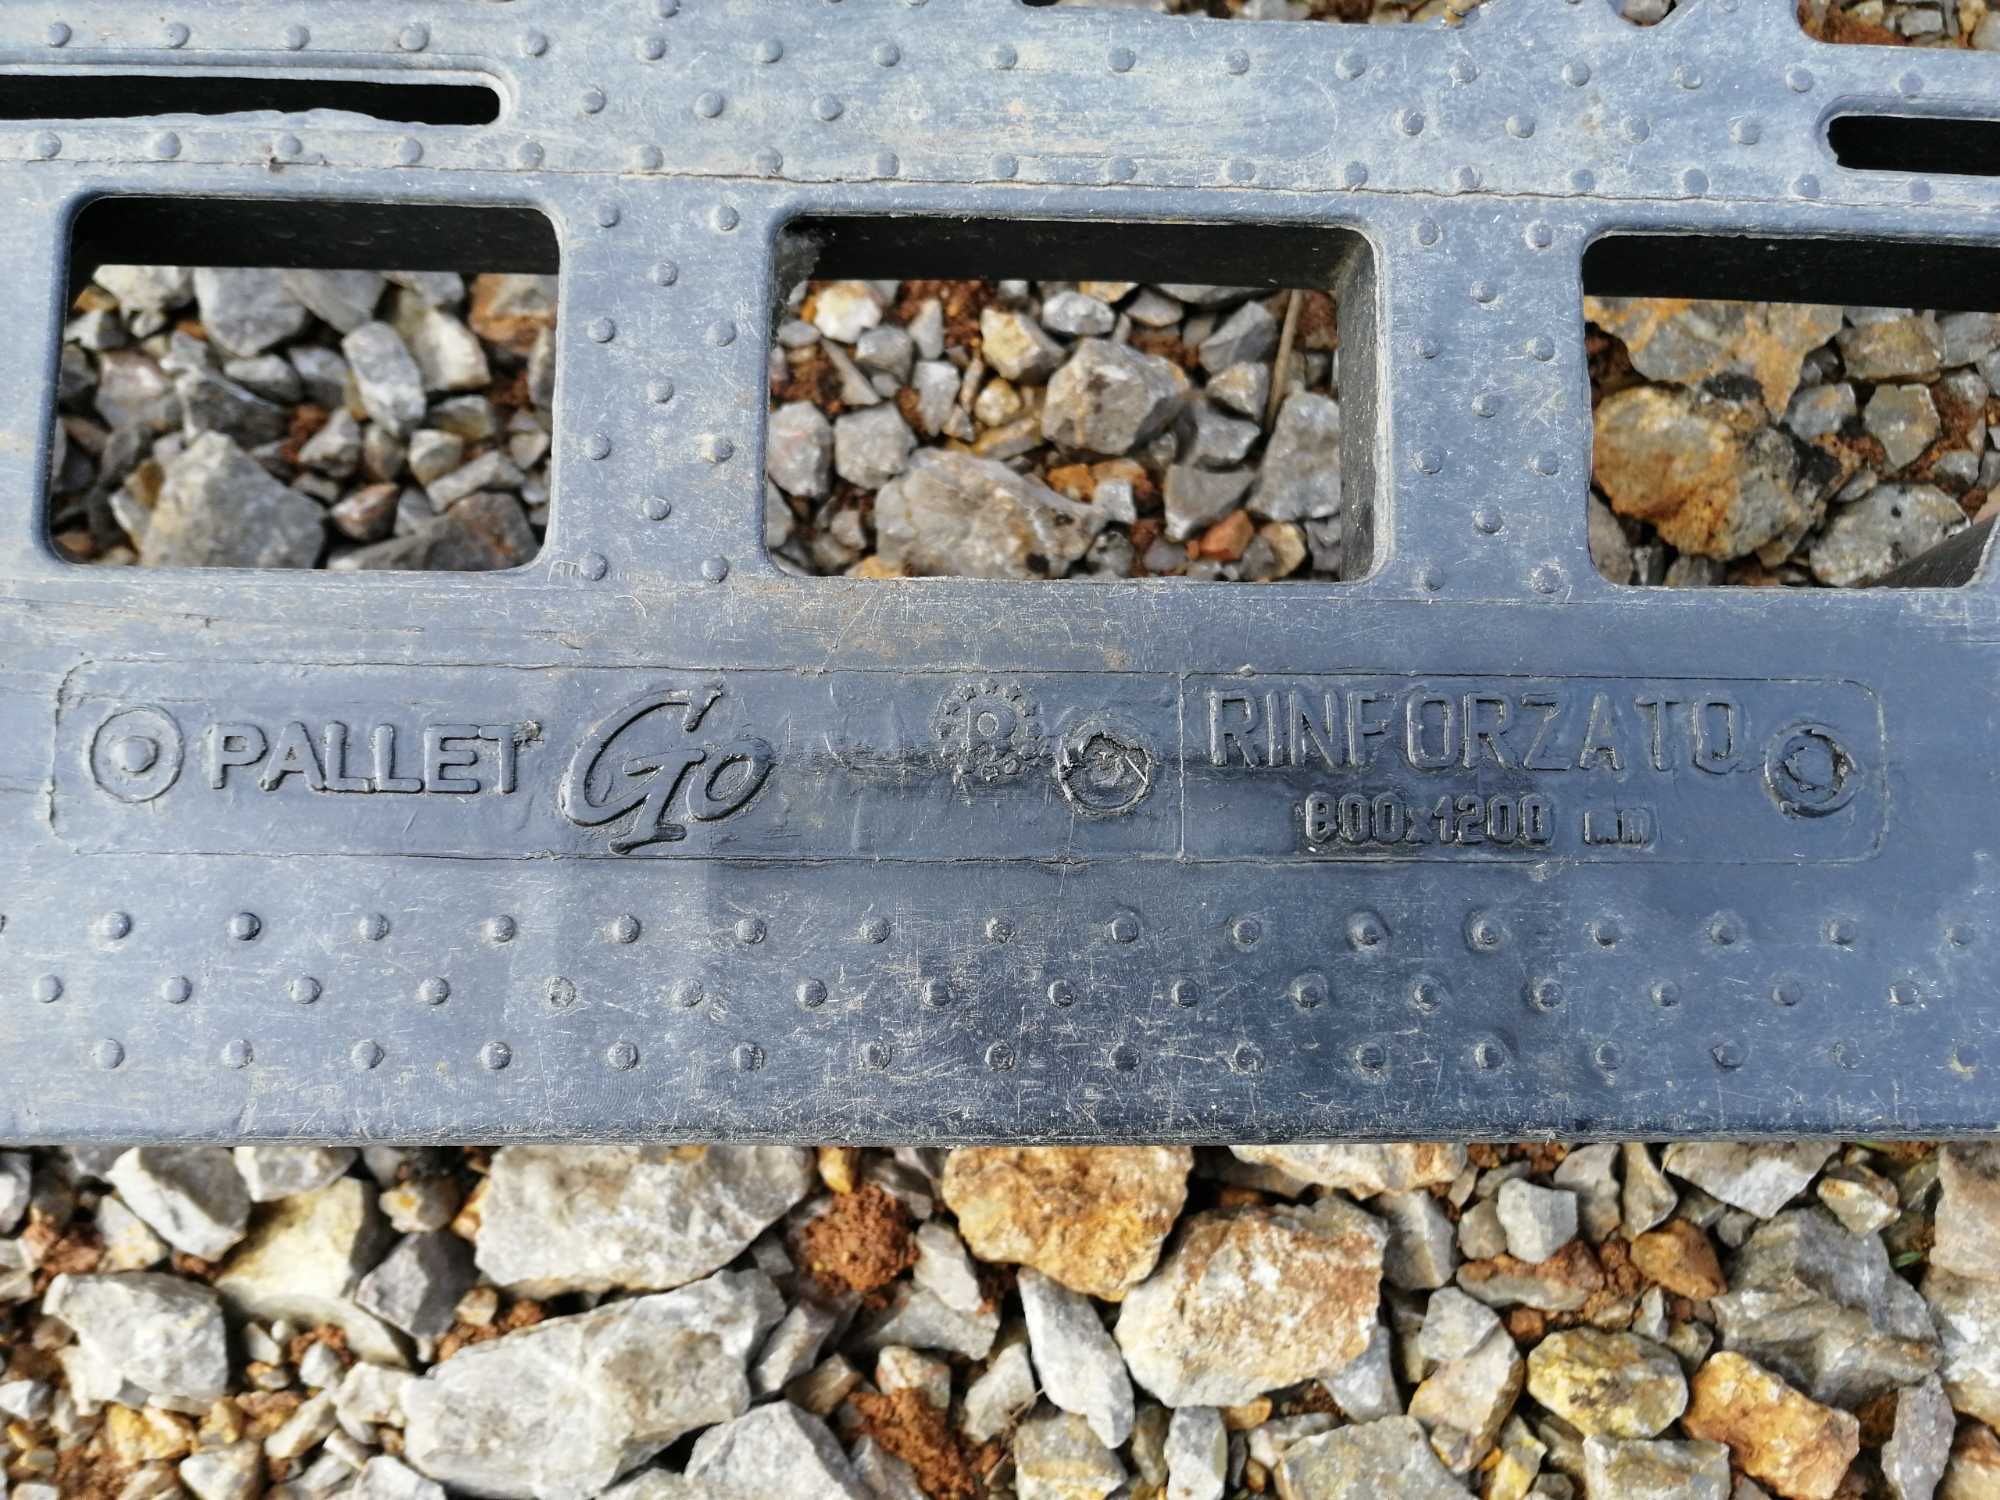 PALLET Go
RINFORZATO
800x1200 mm